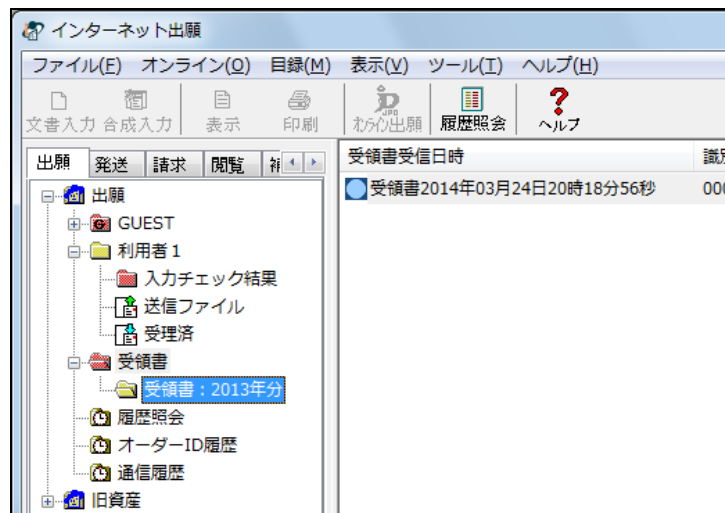 インターネット出願
ファイル(F) オンライン(O) 目録(M) 表示(V) ツール(T) ヘルプ(H)
文書入力 合成入力 表示 印刷 オンライン出願 履歴照会 ヘルプ
出願 発送 請求 閲覧
受領書受信日時
出願
受領書2014年03月24日20時18分56秒 000
GUEST
利用者1
入力チェック結果
送信ファイル
受理済
受領書
受領書:2013年分
履歴照会
オーダーID履歴
通信履歴
旧資産